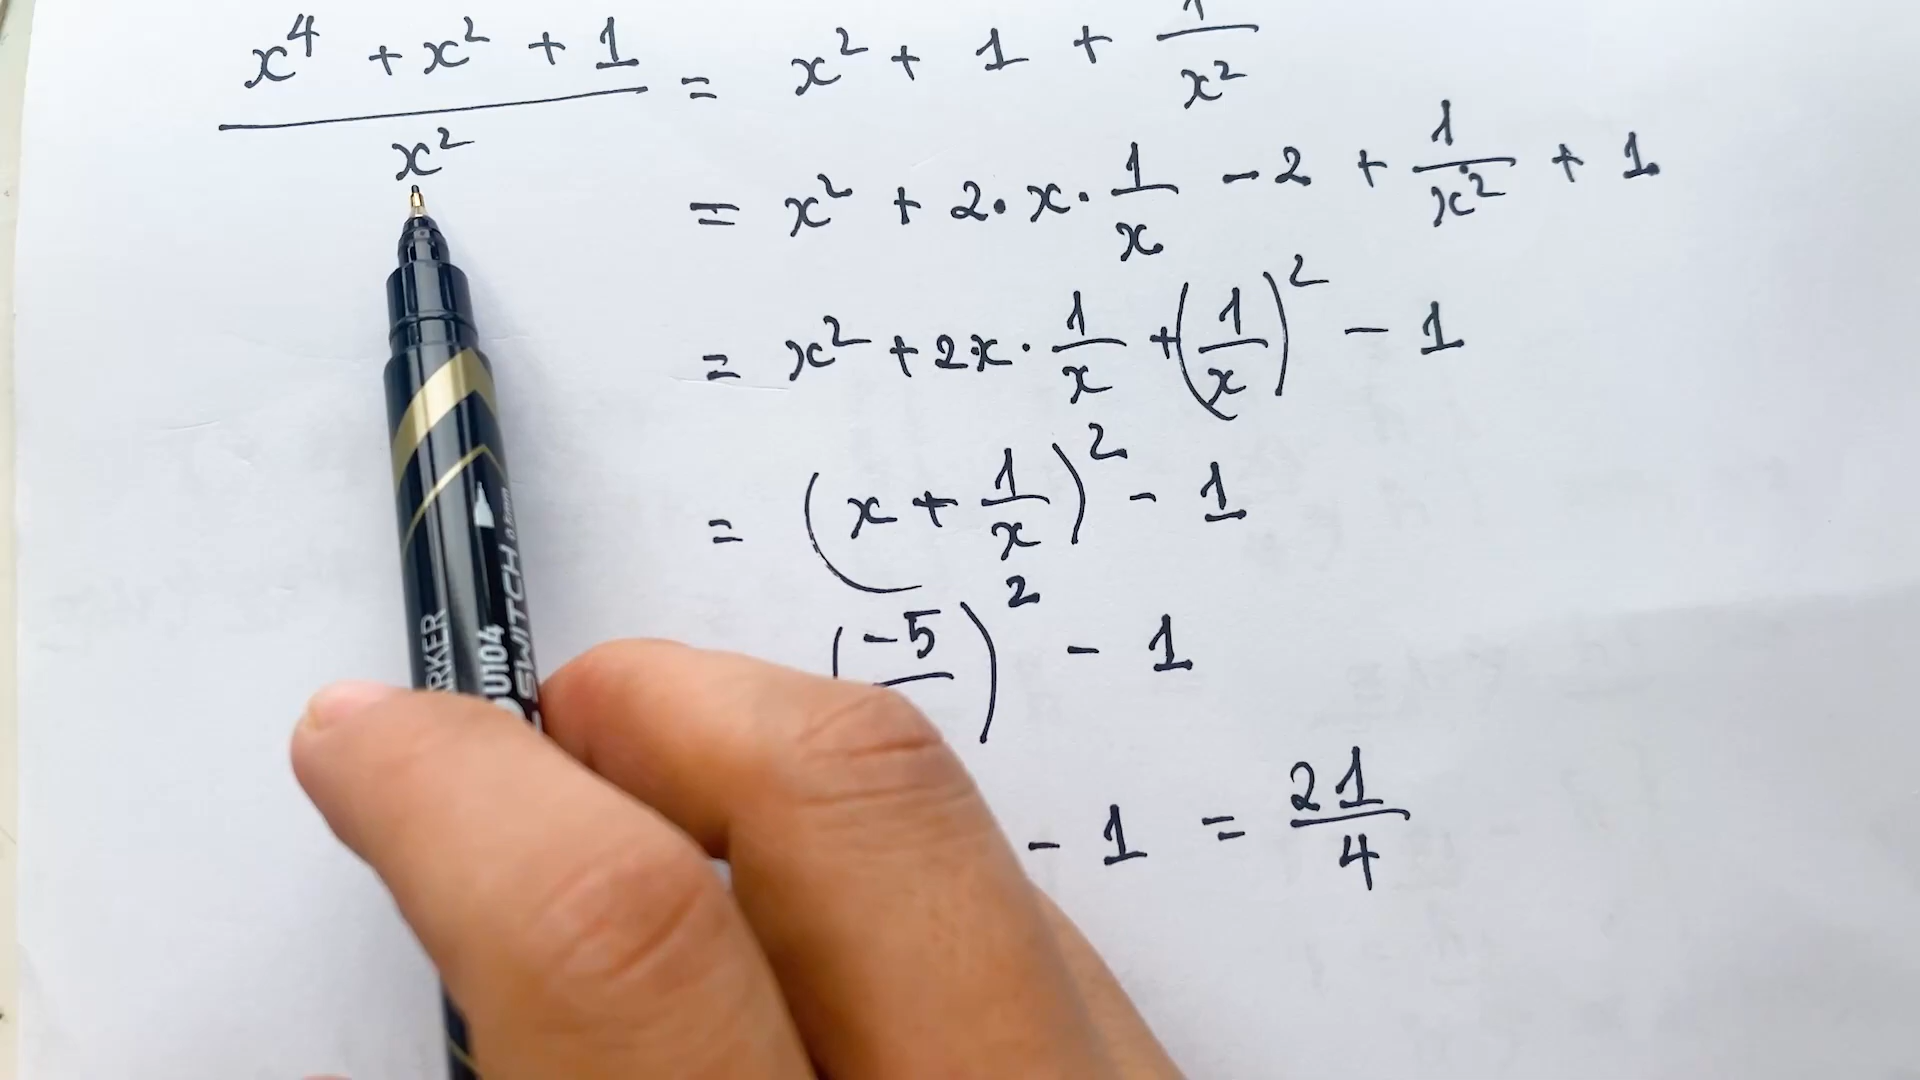 x⁴ + x² + 1 / x² = x² + 1 + 1/x²
= x² + 2·x·1/x - 2 + 1/x² + 1
= x² + 2x·1/x + (1/x)² - 1
= (x + 1/x)² - 1
(-5/ )² - 1
- 1 = 21/4
U104
SWITCH